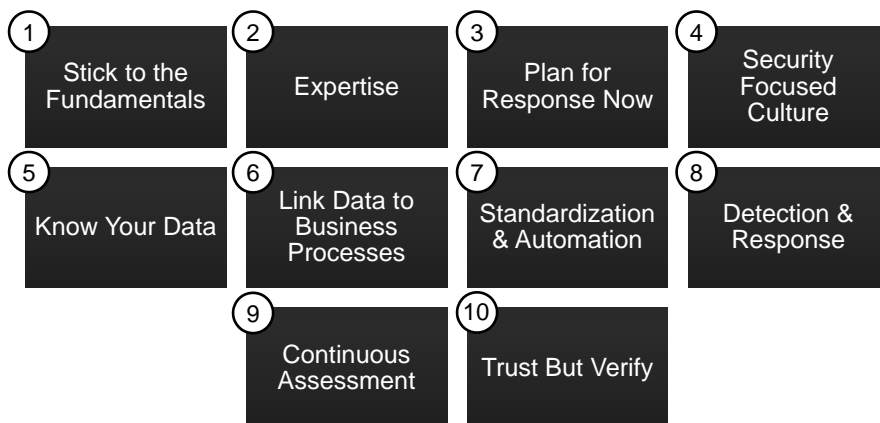 1
Stick to the
Fundamentals
2
Expertise
3
Plan for
Response Now
4
Security
Focused
Culture
5
Know Your Data
6
Link Data to
Business
Processes
7
Standardization
& Automation
8
Detection &
Response
9
Continuous
Assessment
10
Trust But Verify